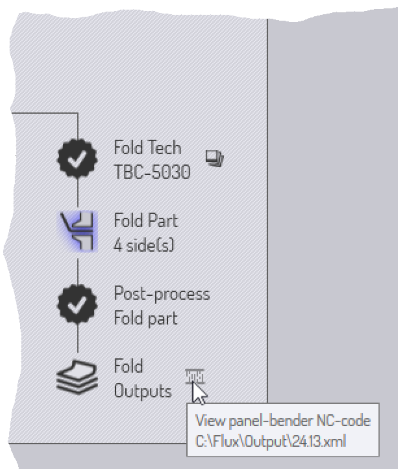 Fold Tech
TBC-5030
Fold Part
4 side(s)
Post-process
Fold part
Fold
Outputs
View panel-bender NC-code
C:\Flux\Output\24.13.xml